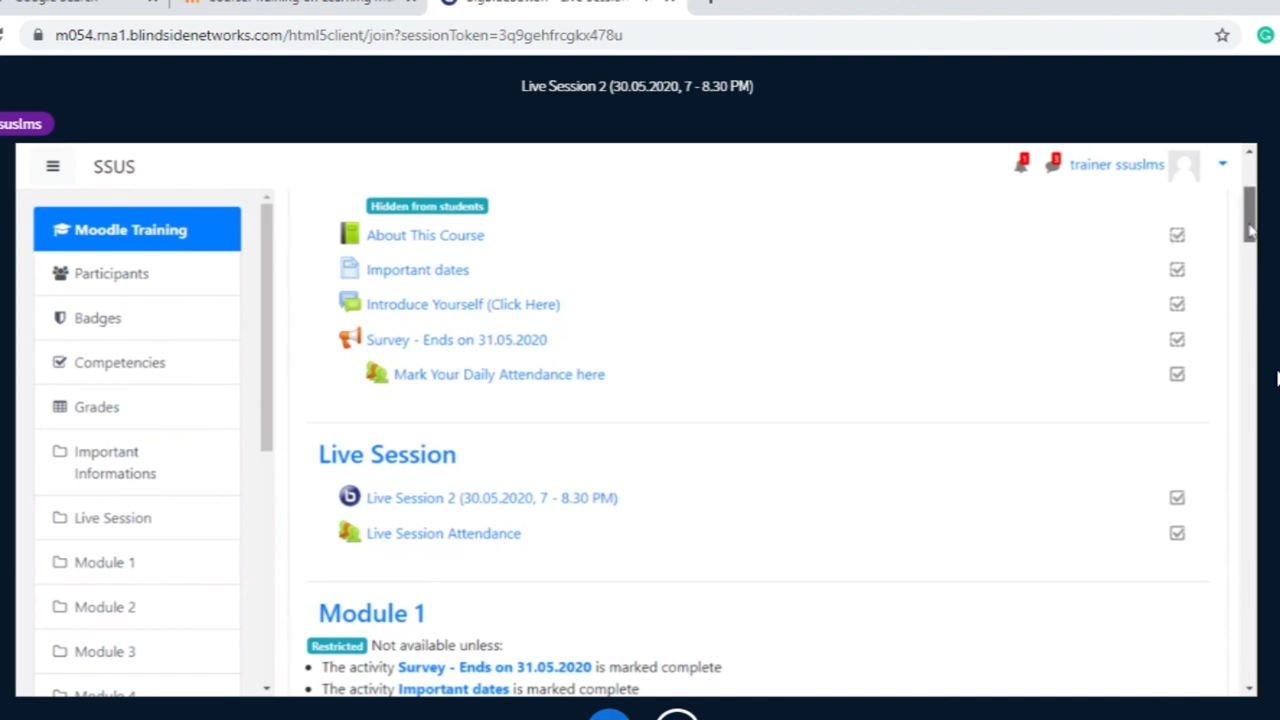 m054.rna1.blindsidenetworks.com/html5client/join?sessionToken=3q9gehfrcgkx478u
Live Session 2 (30.05.2020, 7 - 8.30 PM)
suslms
SSUS
1
3
trainer ssuslms
Moodle Training
Participants
Badges
Competencies
Grades
Important
Informations
Live Session
Module 1
Module 2
Module 3
Module 4
Hidden from students
About This Course
Important dates
Introduce Yourself (Click Here)
Survey - Ends on 31.05.2020
Mark Your Daily Attendance here
Live Session
Live Session 2 (30.05.2020, 7 - 8.30 PM)
Live Session Attendance
Module 1
Restricted Not available unless:
• The activity Survey - Ends on 31.05.2020 is marked complete
• The activity Important dates is marked complete